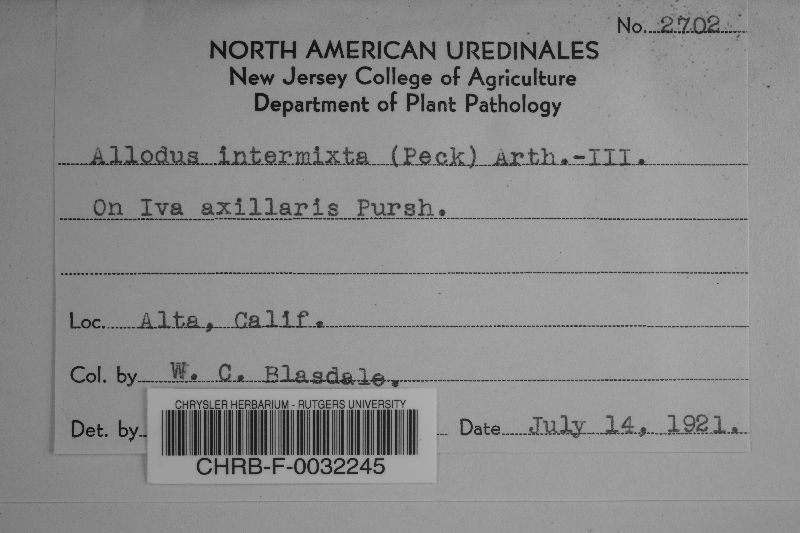 No. 2702
NORTH AMERICAN UREDINALES
New Jersey College of Agriculture
Department of Plant Pathology
Allodus intermixta (Peck) Arth.-III.
On Iva axillaris Pursh.
Loc. Alta, Calif.
Col. by W. C. Blasdale.
Det. by
Date July 14, 1921.
CHRYSLER HERBARIUM - RUTGERS UNIVERSITY
CHRB-F-0032245